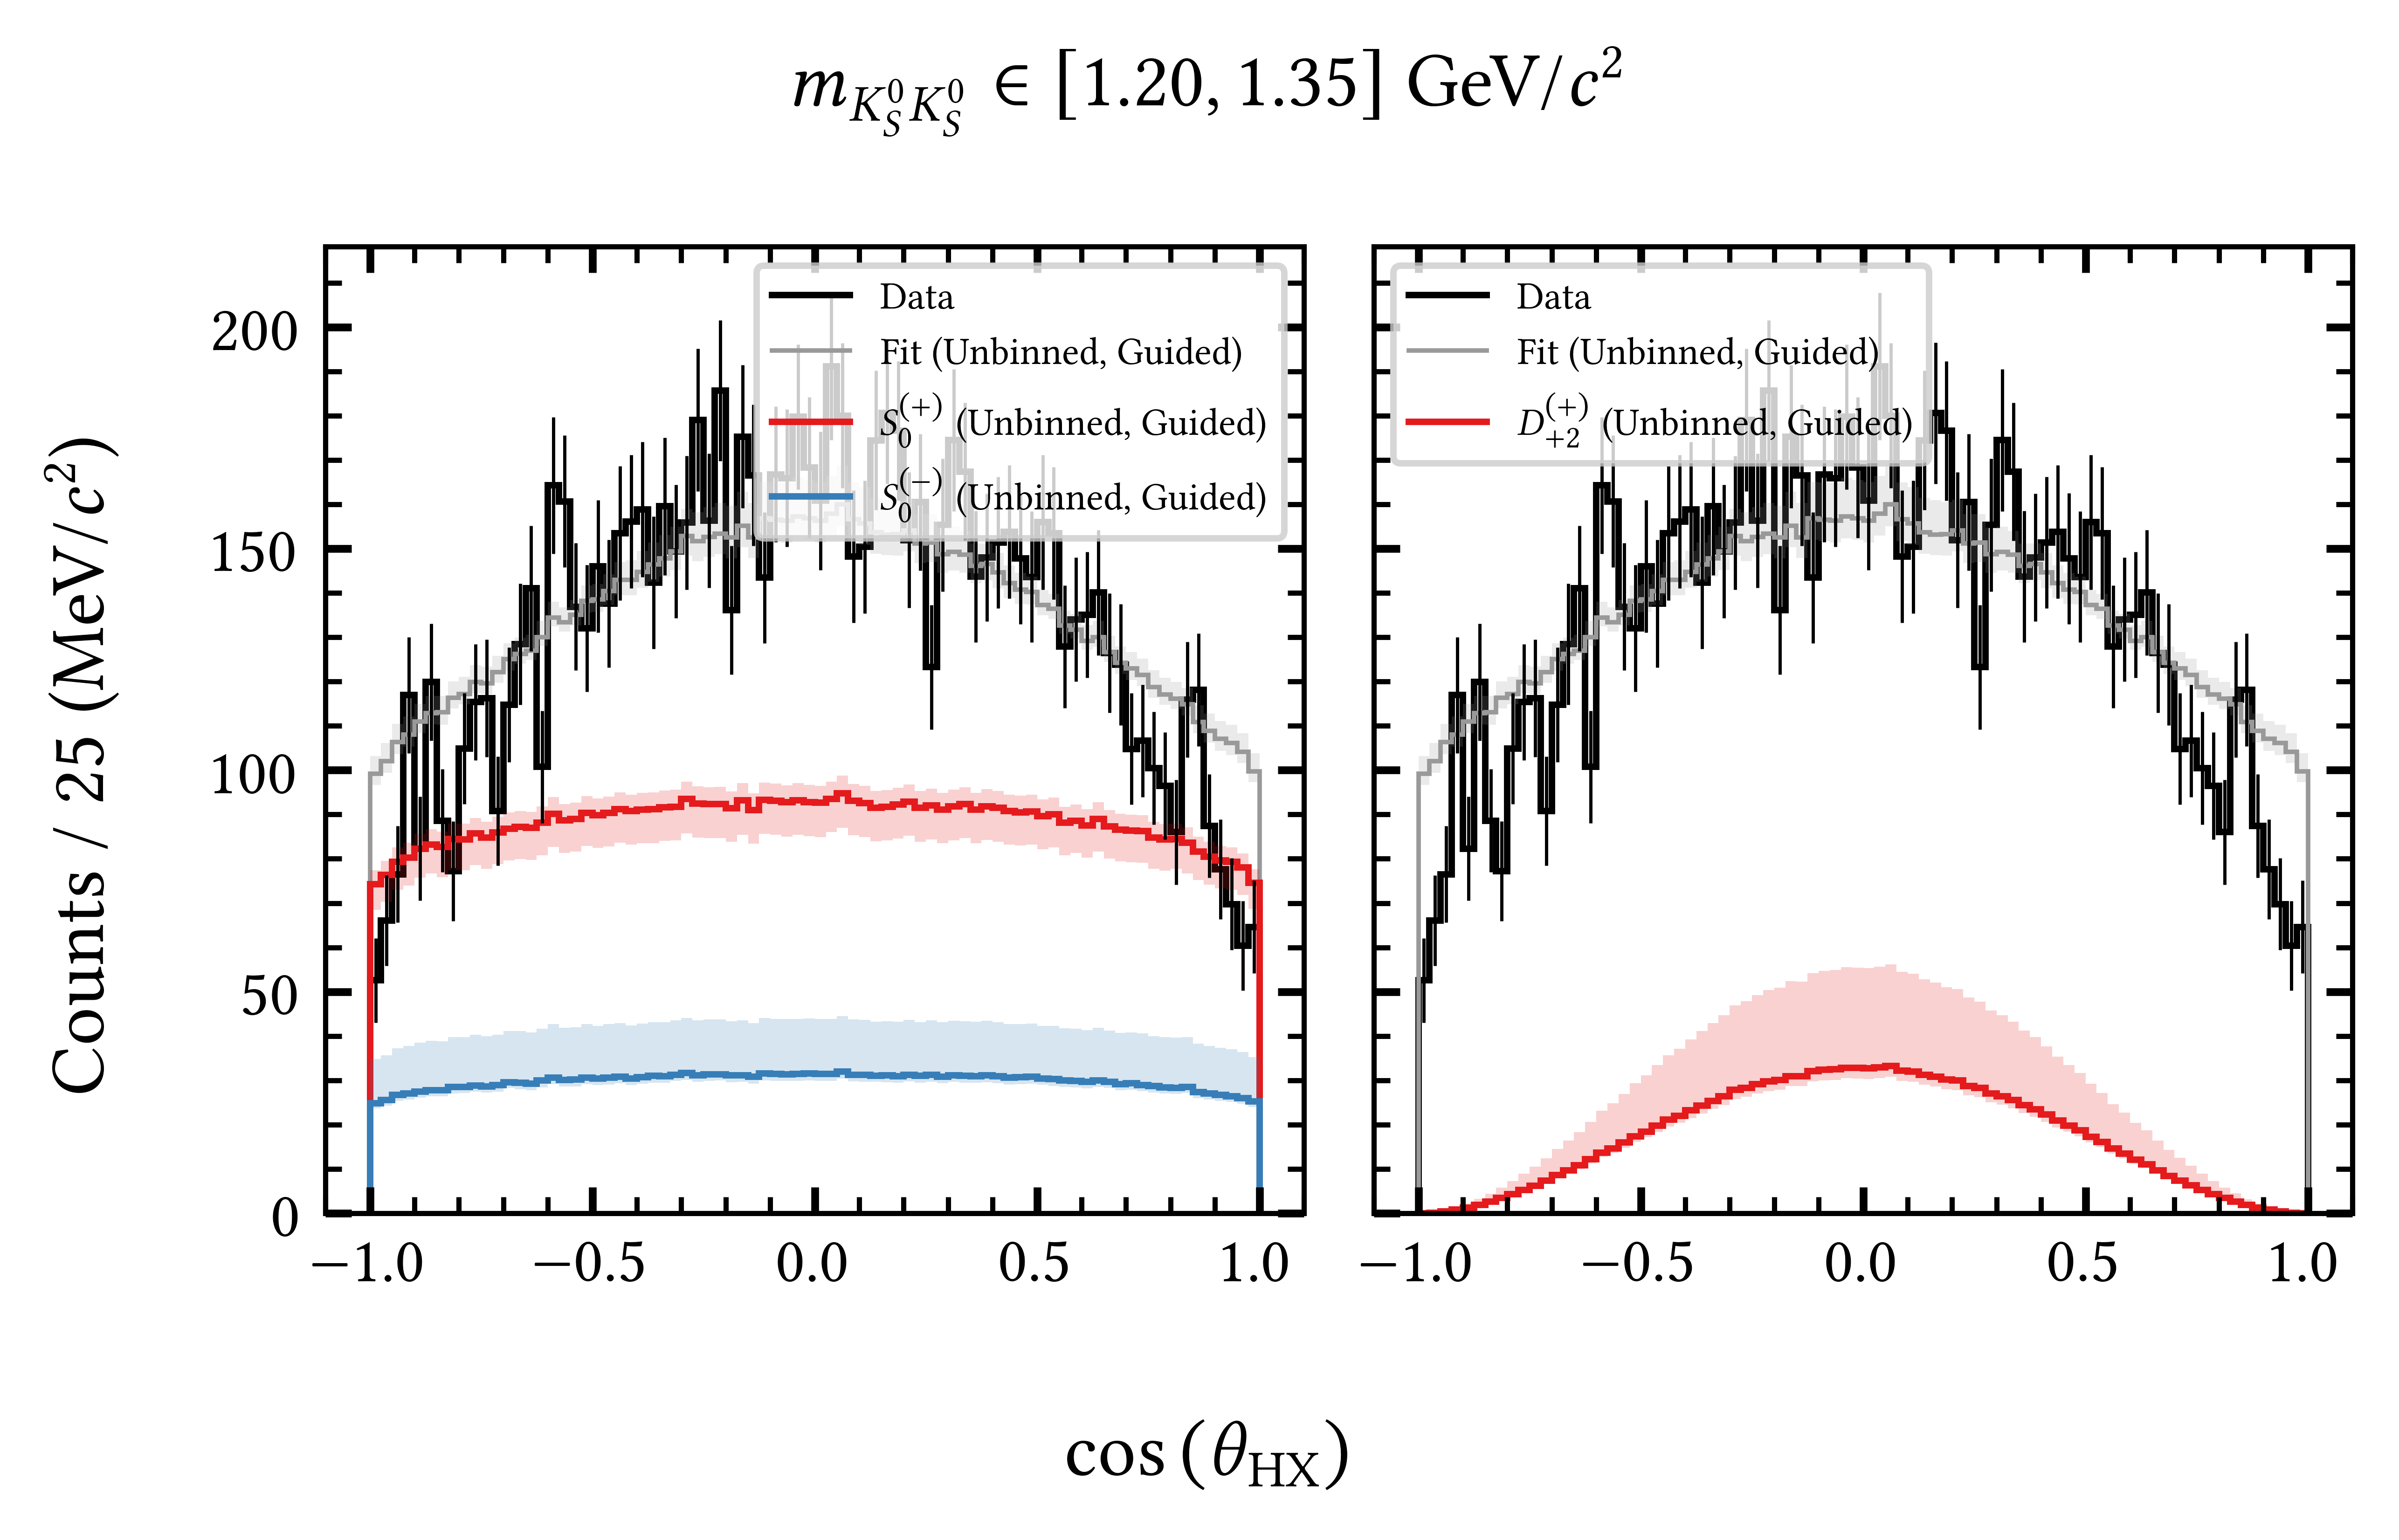 m_{K_S^0 K_S^0} ∈ [1.20, 1.35] GeV/c²
Counts / 25 (MeV/c²)
200
150
100
50
0
Data
Fit (Unbinned, Guided)
S_0^{(+)} (Unbinned, Guided)
S_0^{(−)} (Unbinned, Guided)
−1.0 −0.5 0.0 0.5 1.0
Data
Fit (Unbinned, Guided)
D_{+2}^{(+)} (Unbinned, Guided)
−1.0 −0.5 0.0 0.5 1.0
cos (θ_{HX})